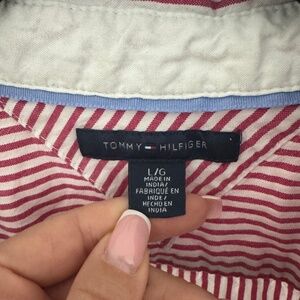 TOMMY HILFIGER
L/G
MADE IN
INDIA/
FABRIQUÉ EN
INDE/
HECHO EN
INDIA